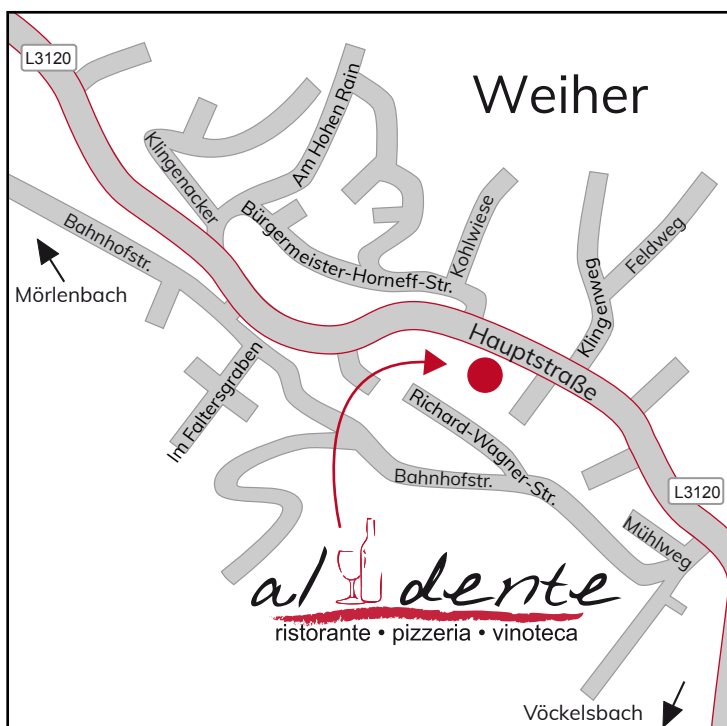 L3120
Weiher
Am Hohen Rain
Klingenacker
Bürgermeister-Horneff-Str.
Kohlwiese
Feldweg
Klingenweg
Bahnhofstr.
Mörlenbach
Hauptstraße
Im Faltersgraben
Richard-Wagner-Str.
Bahnhofstr.
L3120
Mühlweg
al dente
ristorante • pizzeria • vinoteca
Vöckelsbach